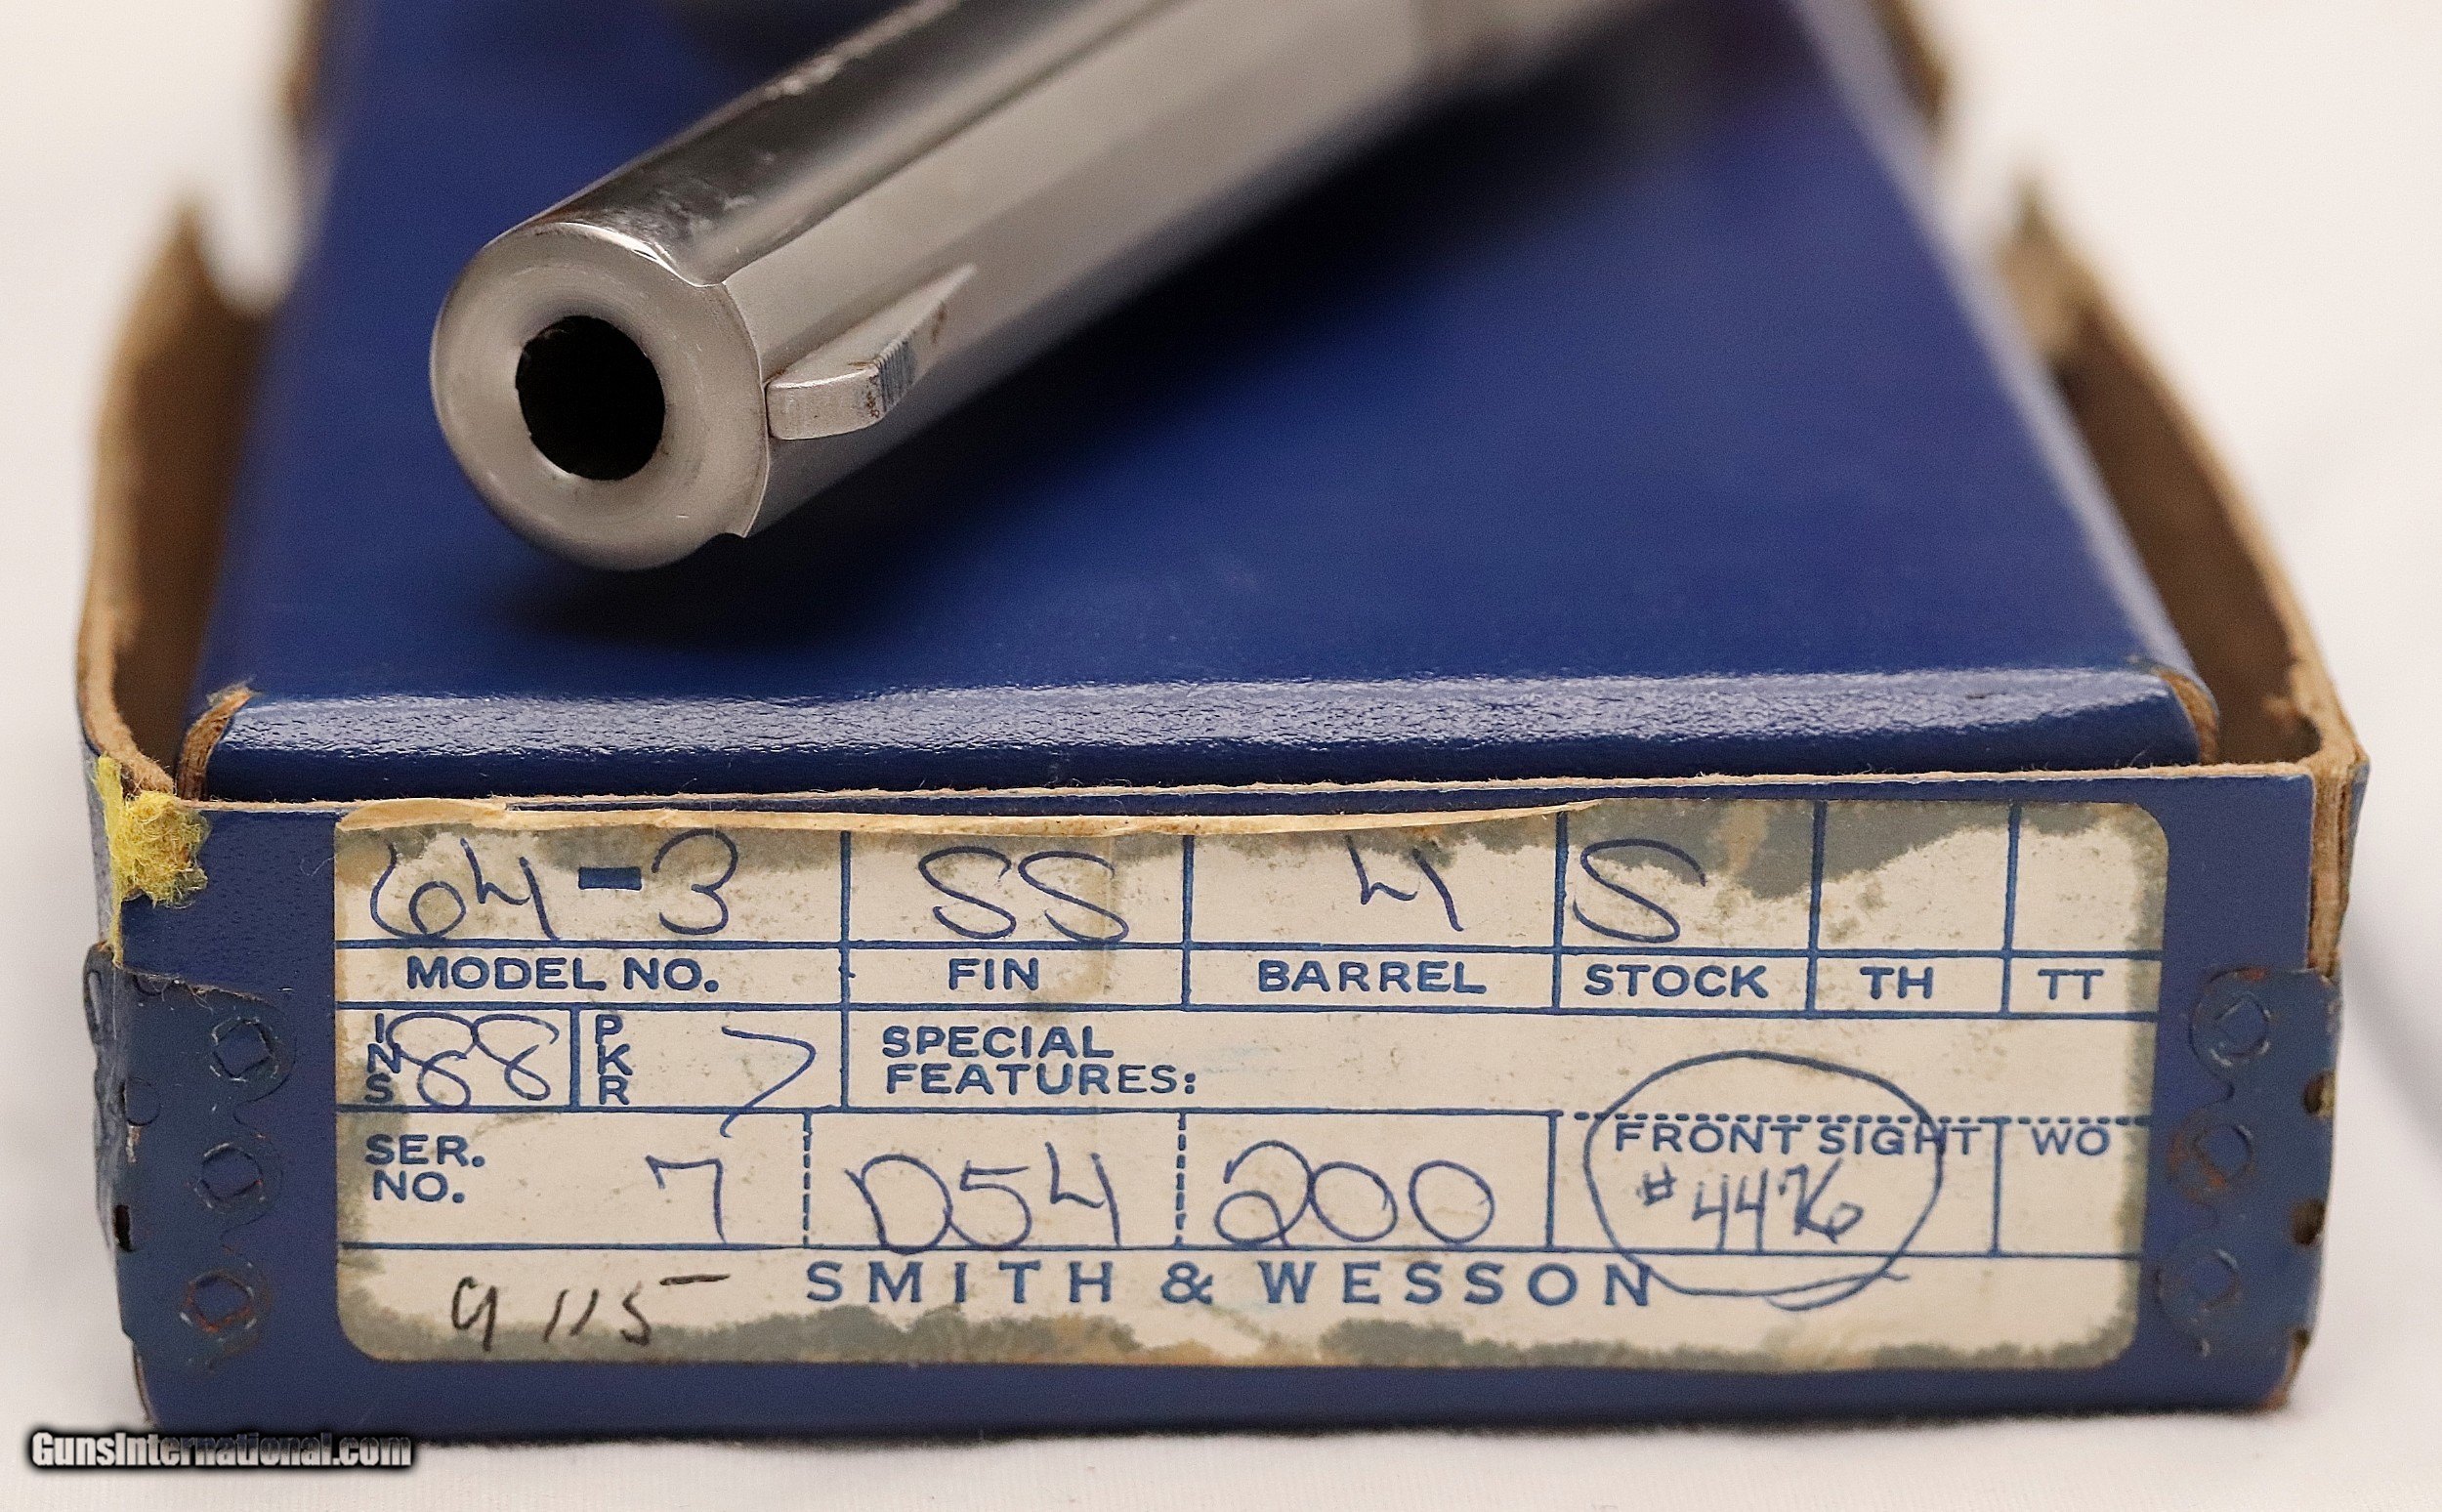 64-3 SS 4 S
MODEL NO. FIN BARREL STOCK TH TT
INS 88 PKR 7 SPECIAL
FEATURES:
SER.
NO. 7 D54 200 FRONT SIGHT WO
#4476
SMITH & WESSON
9115-
GunsInternational.com